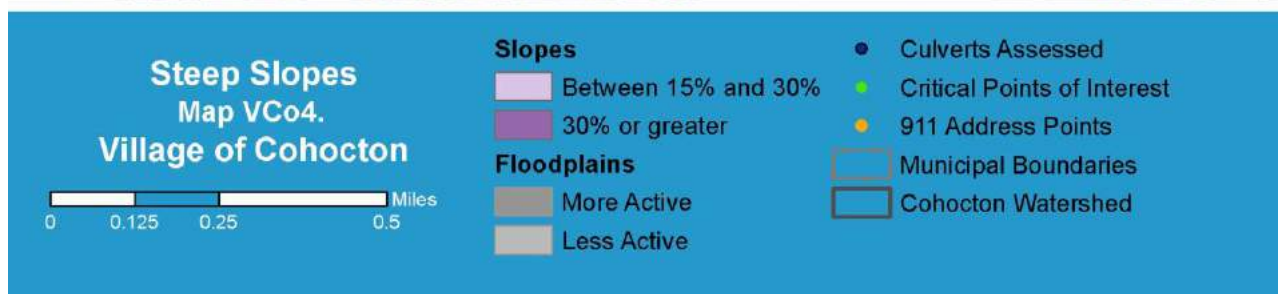 Steep Slopes
Map VCo4.
Village of Cohocton
Miles
0 0.125 0.25 0.5
Slopes
Between 15% and 30%
30% or greater
Floodplains
More Active
Less Active
Culverts Assessed
Critical Points of Interest
911 Address Points
Municipal Boundaries
Cohocton Watershed